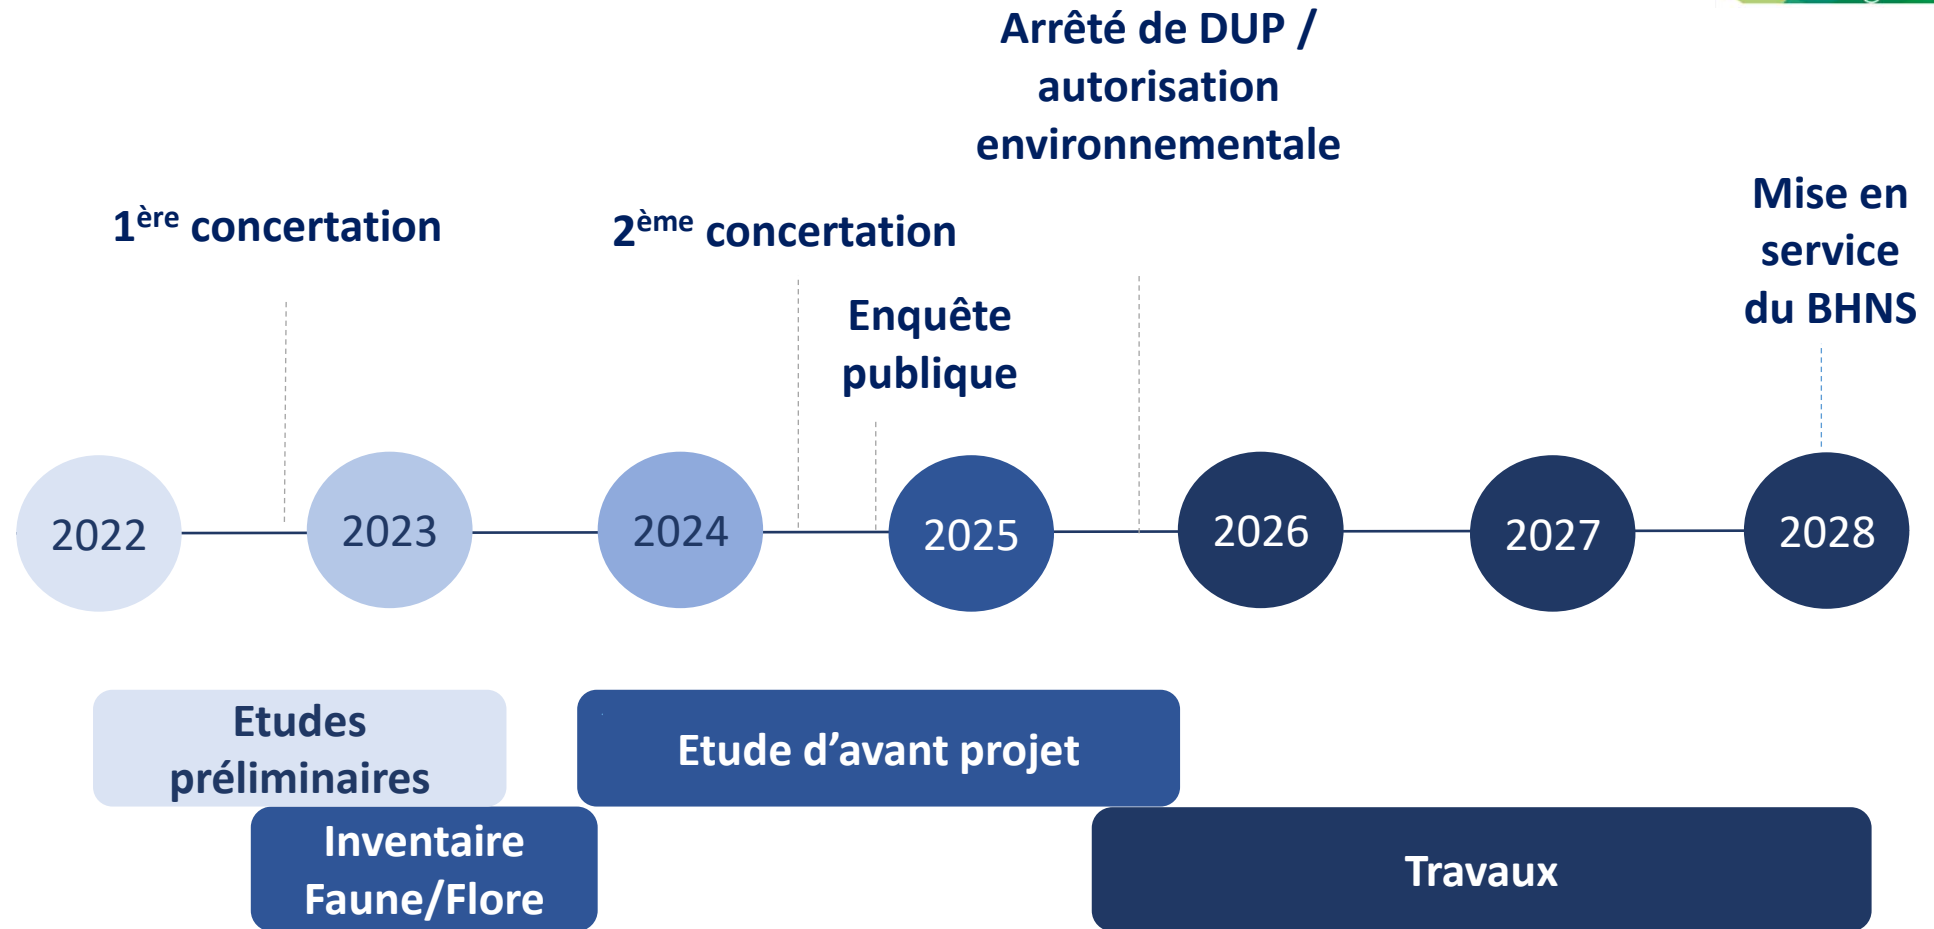 Arrêté de DUP /
autorisation
environnementale
1ère concertation
2ème concertation
Enquête
publique
Mise en
service
du BHNS
2022
2023
2024
2025
2026
2027
2028
Etudes
préliminaires
Etude d’avant projet
Inventaire
Faune/Flore
Travaux